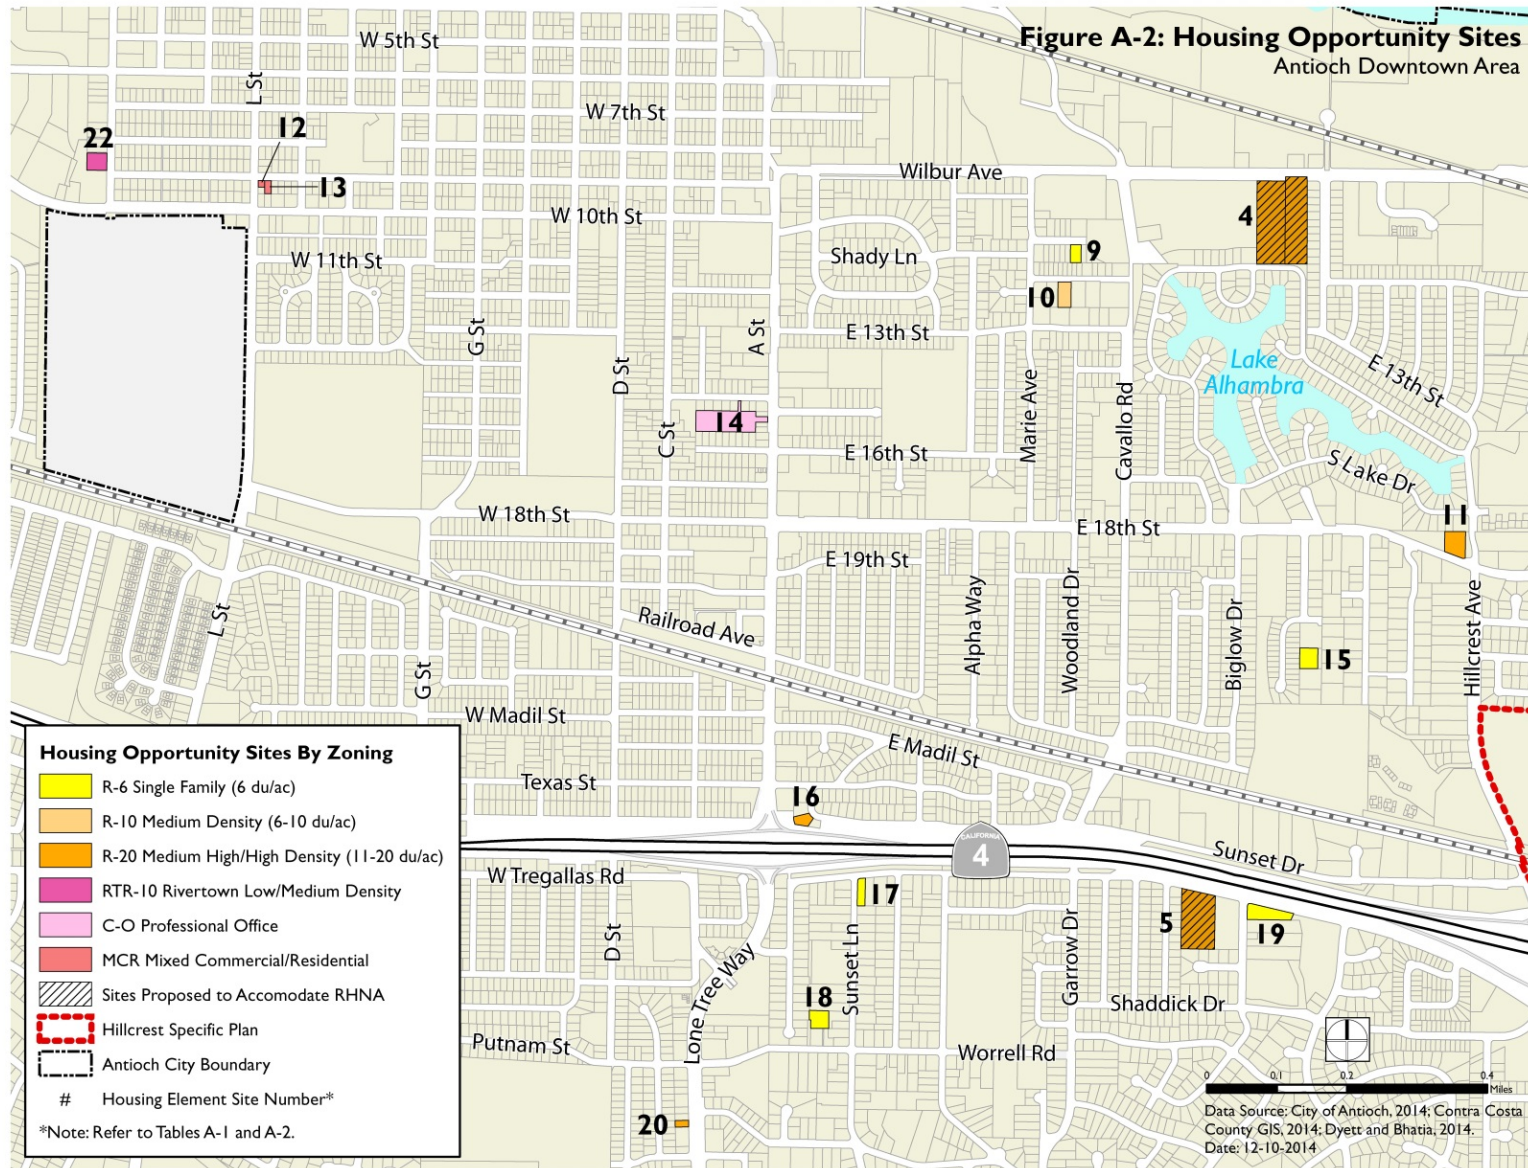 Figure A-2: Housing Opportunity Sites
Antioch Downtown Area
W 5th St
L St
W 7th St
12
22
13
Wilbur Ave
W 10th St
4
9
W 11th St
Shady Ln
10
G St
A St
E 13th St
D St
Lake
Alhambra
E 13th St
Marie Ave
Cavallo Rd
14
C St
E 16th St
S Lake Dr
W 18th St
E 18th St
11
E 19th St
L St
Railroad Ave
Alpha Way
Woodland Dr
Biglow Dr
Hillcrest Ave
15
G St
W Madil St
E Madil St
Texas St
16
CALIFORNIA
4
Sunset Dr
W Tregallas Rd
17
5
19
D St
Lone Tree Way
Sunset Ln
Garrow Dr
18
Shaddick Dr
Putnam St
Worrell Rd
20
Housing Opportunity Sites By Zoning
R-6 Single Family (6 du/ac)
R-10 Medium Density (6-10 du/ac)
R-20 Medium High/High Density (11-20 du/ac)
RTR-10 Rivertown Low/Medium Density
C-O Professional Office
MCR Mixed Commercial/Residential
Sites Proposed to Accomodate RHNA
Hillcrest Specific Plan
Antioch City Boundary
# Housing Element Site Number*
*Note: Refer to Tables A-1 and A-2.
0 0.1 0.2 0.4
Miles
Data Source: City of Antioch, 2014; Contra Costa
County GIS, 2014; Dyett and Bhatia, 2014.
Date: 12-10-2014